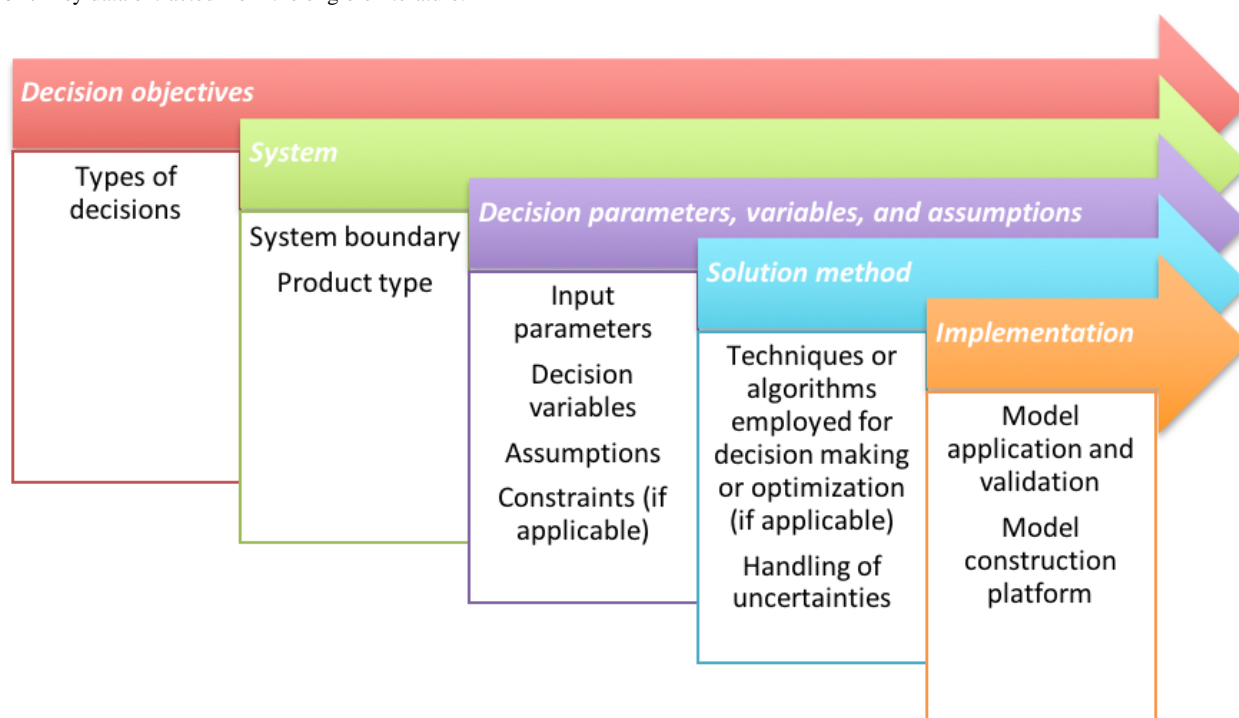 Decision objectives
Types of
decisions
System
System boundary
Product type
Decision parameters, variables, and assumptions
Input
parameters
Decision
variables
Assumptions
Constraints (if
applicable)
Solution method
Techniques or
algorithms
employed for
decision making
or optimization
(if applicable)
Handling of
uncertainties
Implementation
Model
application and
validation
Model
construction
platform